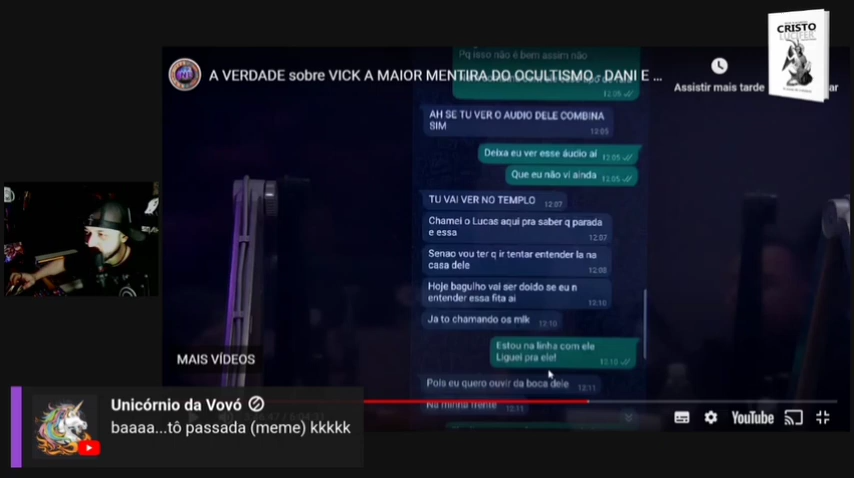 CRISTO
LUCIFER
A VERDADE sobre VICK A MAIOR MENTIRA DO OCULTISMO - DANI E ...
Assistir mais tarde
ar
Pq isso não é bem assim não
12:05
AH SE TU VER O AUDIO DELE COMBINA
SIM
12:05
Deixa eu ver esse áudio aí 12:05
Que eu não vi ainda 12:05
TU VAI VER NO TEMPLO 12:07
Chamei o Lucas aqui pra saber q parada
e essa
12:07
Senao vou ter q ir tentar entender la na
casa dele
12:08
Hoje bagulho vai ser doido se eu n
entender essa fita ai
12:10
Ja to chamando os mlk 12:10
Estou na linha com ele
Liguei pra ele!
12:10
Pois eu quero ouvir da boca dele 12:11
Na minha frente 12:11
MAIS VÍDEOS
YouTube
Unicórnio da Vovó
baaaa...tô passada (meme) kkkkk